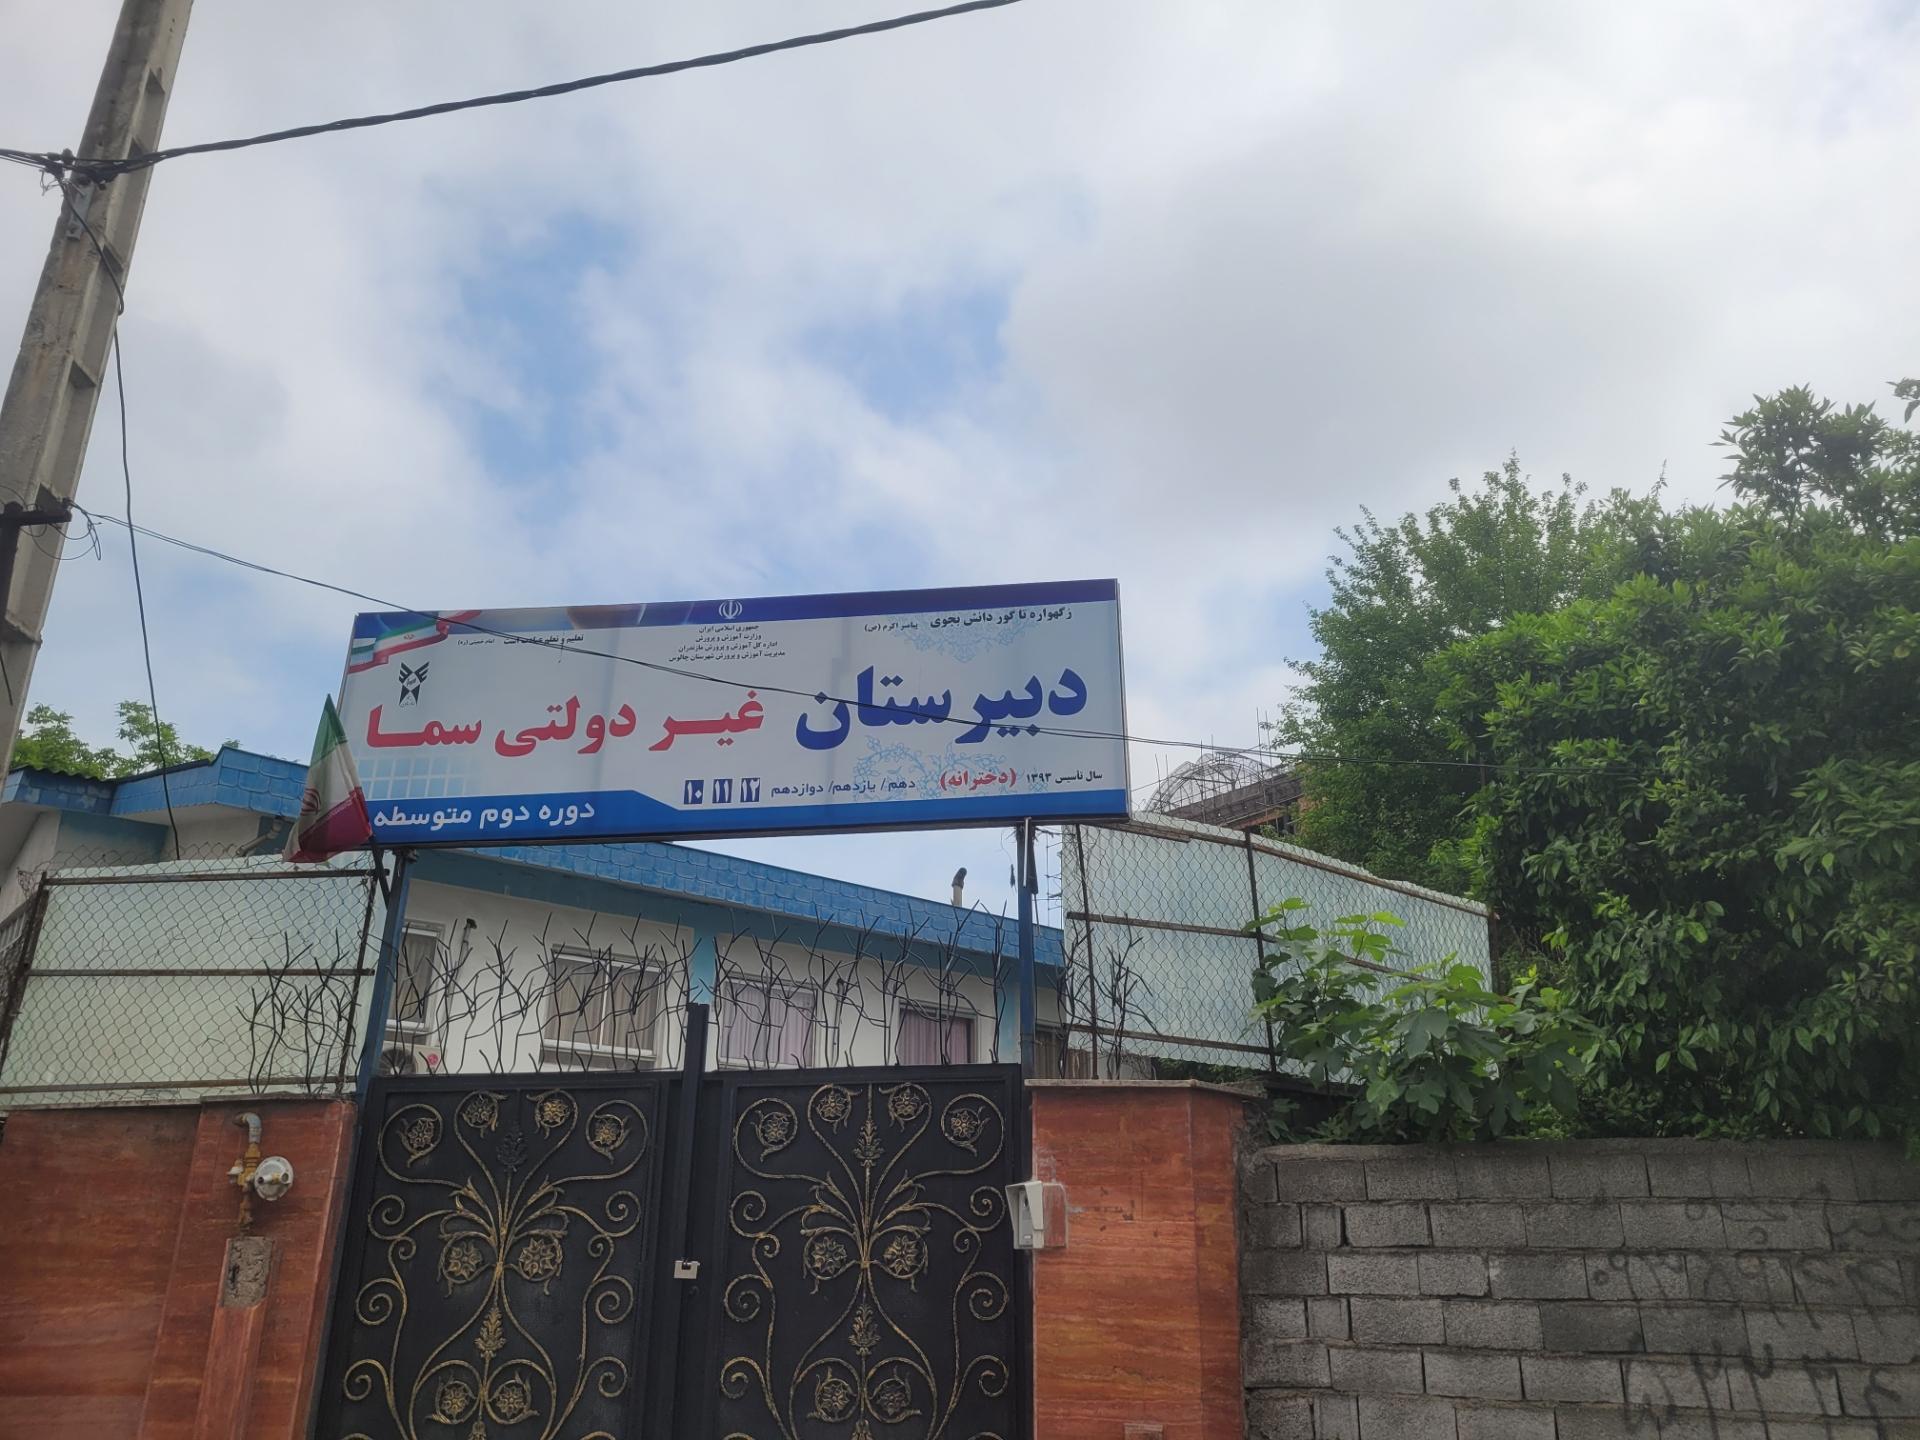 زگهواره تا گور دانش بجوی پیامبر اکرم (ص)
جمهوری اسلامی ایران
وزارت آموزش و پرورش
اداره کل آموزش و پرورش مازندران
مدیریت آموزش و پرورش شهرستان چالوس
تعلیم و تعلم عبادت است امام خمینی (ره)
دبیرستان غیر دولتی سما
سال تاسیس ۱۳۹۳ (دخترانه) دهم / یازدهم/ دوازدهم ۱۲ ۱۱ ۱۰
دوره دوم متوسطه